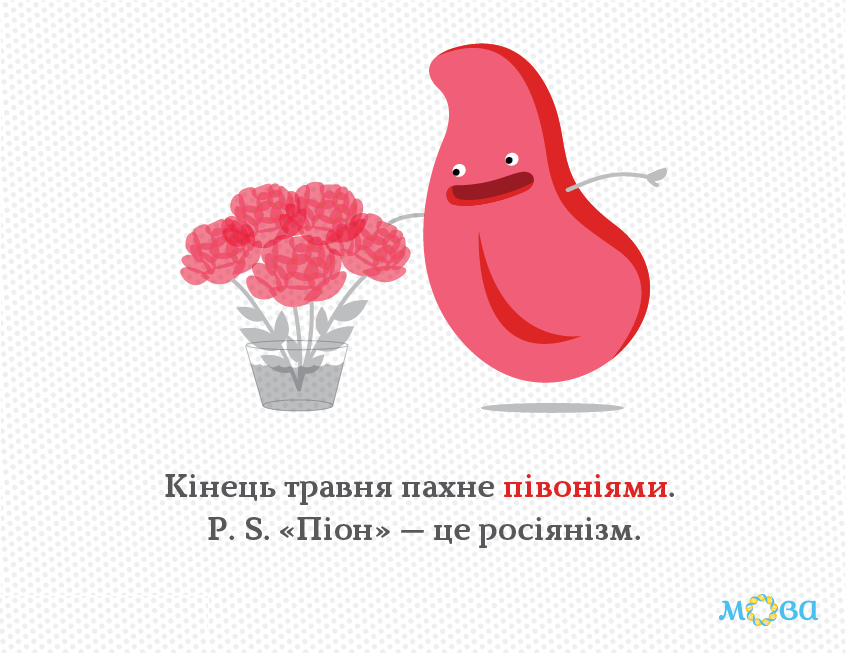 Кінець травня пахне півоніями.
P. S. «Піон» — це росіянізм.
мова